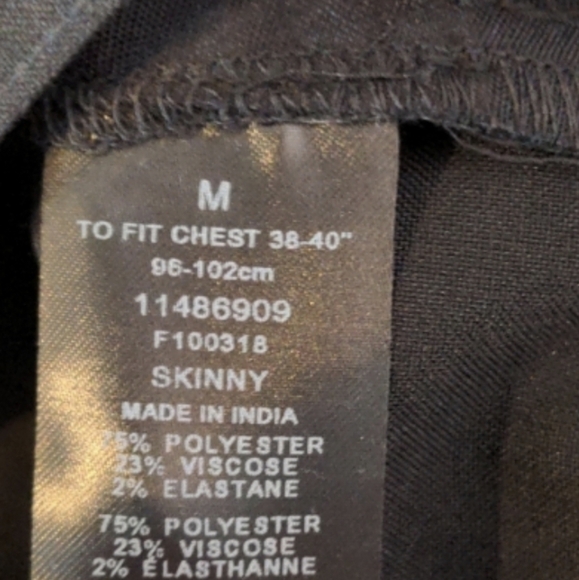 M
TO FIT CHEST 38-40"
96-102cm
11486909
F100318
SKINNY
MADE IN INDIA
75% POLYESTER
23% VISCOSE
2% ELASTANE
75% POLYESTER
23% VISCOSE
2% ELASTHANNE